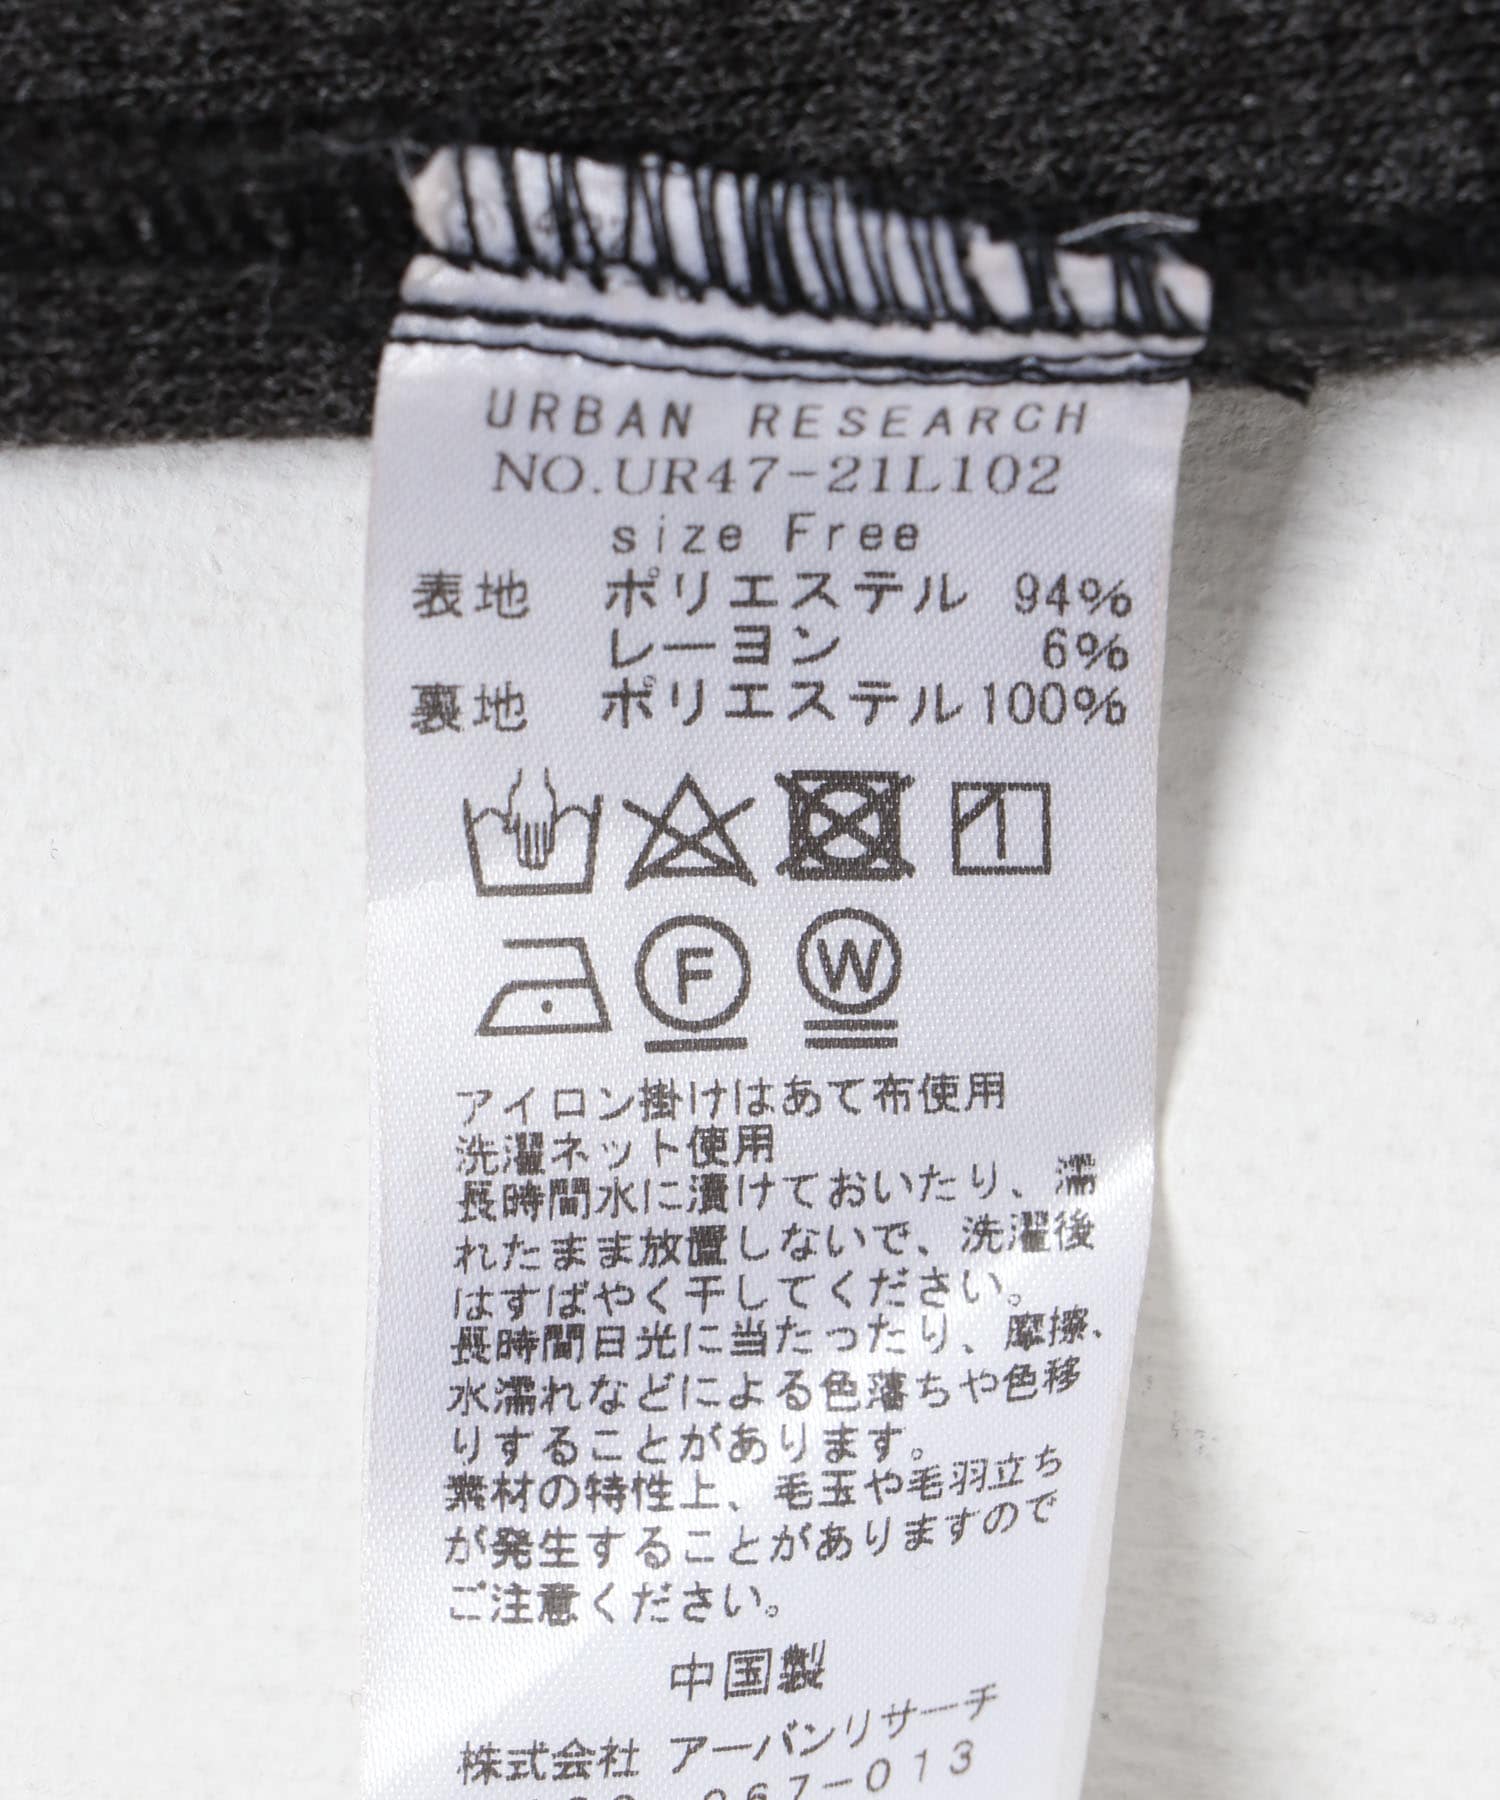 URBAN RESEARCH
NO.UR47-21L102
size Free
表地 ポリエステル 94%
レーヨン 6%
裏地 ポリエステル 100%
F W
アイロン掛けはあて布使用
洗濯ネット使用
長時間水に漬けておいたり、濡
れたまま放置しないで、洗濯後
はすばやく干してください。
長時間日光に当たったり、摩擦、
水濡れなどによる色落ちや色移
りすることがあります。
素材の特性上、毛玉や毛羽立ち
が発生することがありますので
ご注意ください。
中国製
株式会社 アーバンリサーチ
967-013